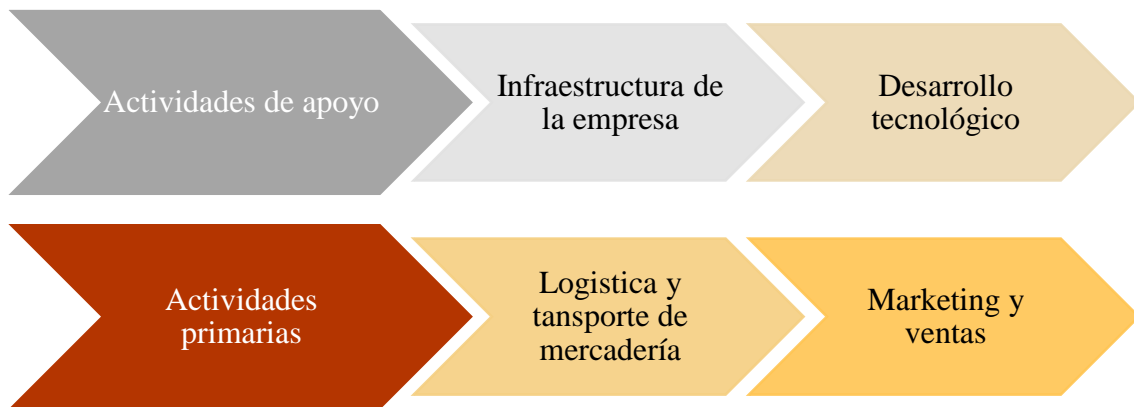 Actividades de apoyo
Infraestructura de
la empresa
Desarrollo
tecnológico
Actividades
primarias
Logistica y
tansporte de
mercadería
Marketing y
ventas